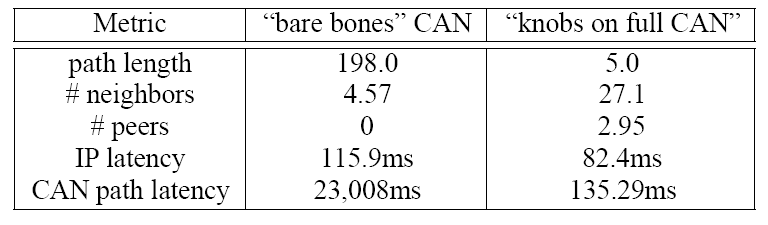 Metric “bare bones” CAN “knobs on full CAN”
path length 198.0 5.0
# neighbors 4.57 27.1
# peers 0 2.95
IP latency 115.9ms 82.4ms
CAN path latency 23,008ms 135.29ms